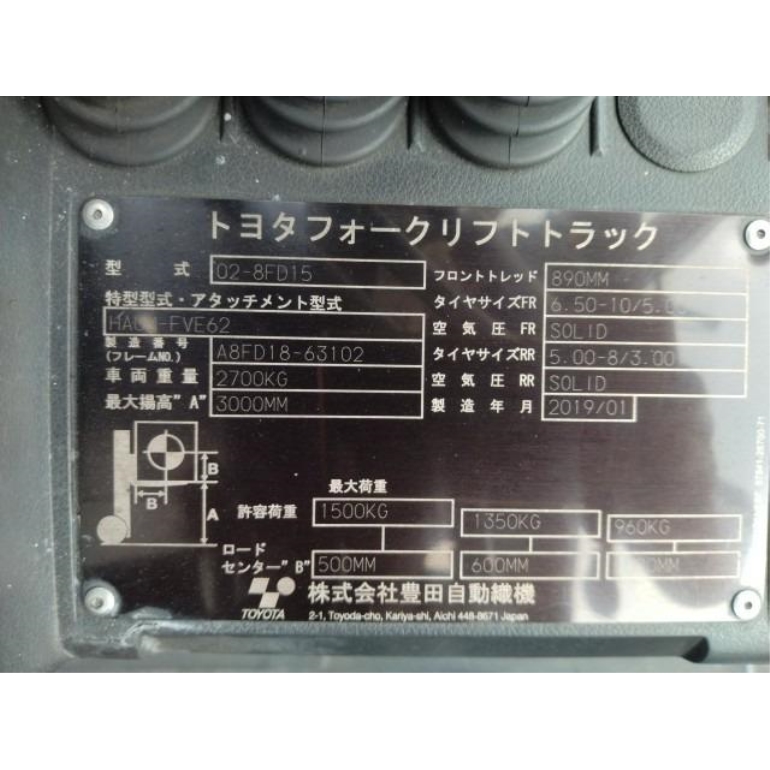 トヨタフォークリフトトラック
型式 02-8FD15 フロントトレッド 890MM
特型型式・アタッチメント型式 タイヤサイズFR 6.50-10/5.00
空気圧 FR SOLID
製造番号
(フレームNO.) A8FD18-63102 タイヤサイズRR 5.00-8/3.00
車両重量 2700KG 空気圧 RR SOLID
最大揚高"A" 3000MM 製造年月 2019/01
B
B
A
最大荷重
許容荷重 1500KG 1350KG 960KG
ロード
センター"B" 500MM 600MM
TOYOTA 株式会社豊田自動織機
2-1, Toyoda-cho, Kariya-shi, Aichi 448-8671 Japan